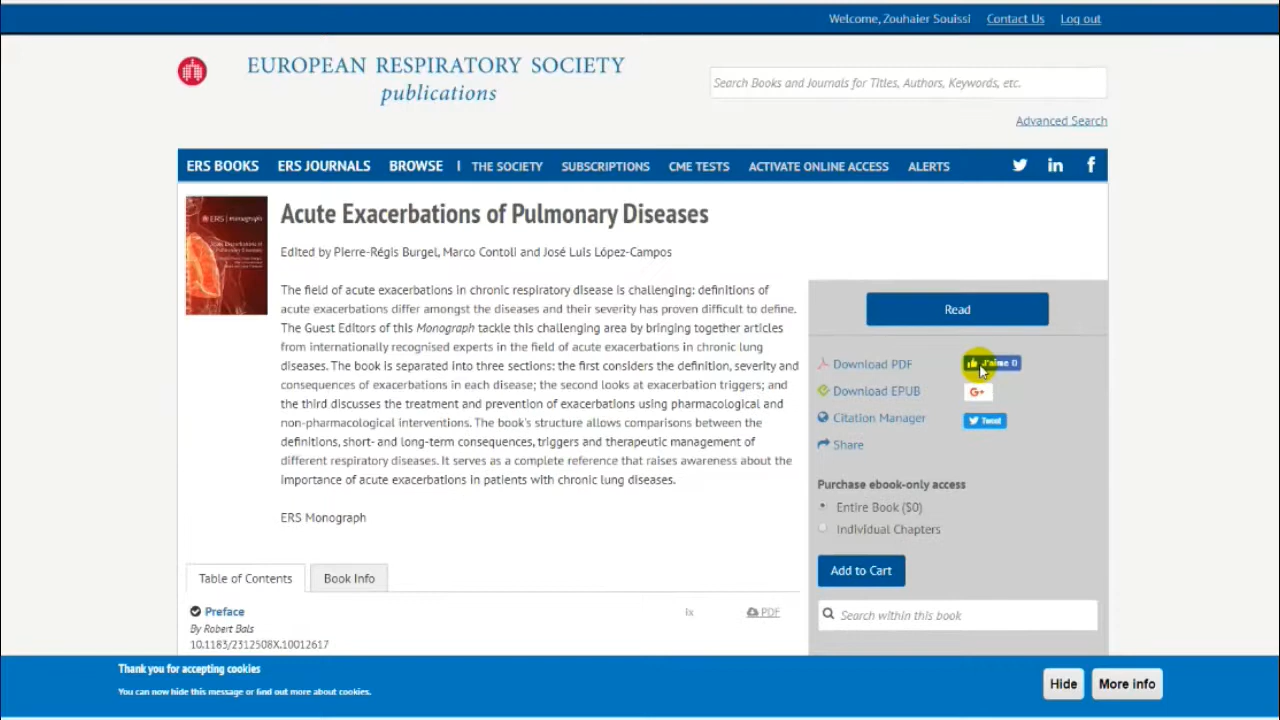 Welcome, Zouhaier Souissi Contact Us Log out
EUROPEAN RESPIRATORY SOCIETY
publications
Search Books and Journals for Titles, Authors, Keywords, etc.
Advanced Search
ERS BOOKS ERS JOURNALS BROWSE | THE SOCIETY SUBSCRIPTIONS CME TESTS ACTIVATE ONLINE ACCESS ALERTS
ERS monograph
Acute Exacerbations of
Pulmonary Diseases
Acute Exacerbations of Pulmonary Diseases
Edited by Pierre-Régis Burgel, Marco Contoli and José Luis López-Campos
The field of acute exacerbations in chronic respiratory disease is challenging: definitions of
acute exacerbations differ amongst the diseases and their severity has proven difficult to define.
The Guest Editors of this Monograph tackle this challenging area by bringing together articles
from internationally recognised experts in the field of acute exacerbations in chronic lung
diseases. The book is separated into three sections: the first considers the definition, severity and
consequences of exacerbations in each disease; the second looks at exacerbation triggers; and
the third discusses the treatment and prevention of exacerbations using pharmacological and
non-pharmacological interventions. The book's structure allows comparisons between the
definitions, short- and long-term consequences, triggers and therapeutic management of
different respiratory diseases. It serves as a complete reference that raises awareness about the
importance of acute exacerbations in patients with chronic lung diseases.
ERS Monograph
Read
Download PDF
J'aime 0
Download EPUB
G+
Citation Manager
Tweet
Share
Purchase ebook-only access
Entire Book ($0)
Individual Chapters
Add to Cart
Search within this book
Table of Contents Book Info
Preface ix PDF
By Robert Bals
10.1183/2312508X.10012617
Thank you for accepting cookies
You can now hide this message or find out more about cookies.
Hide More info